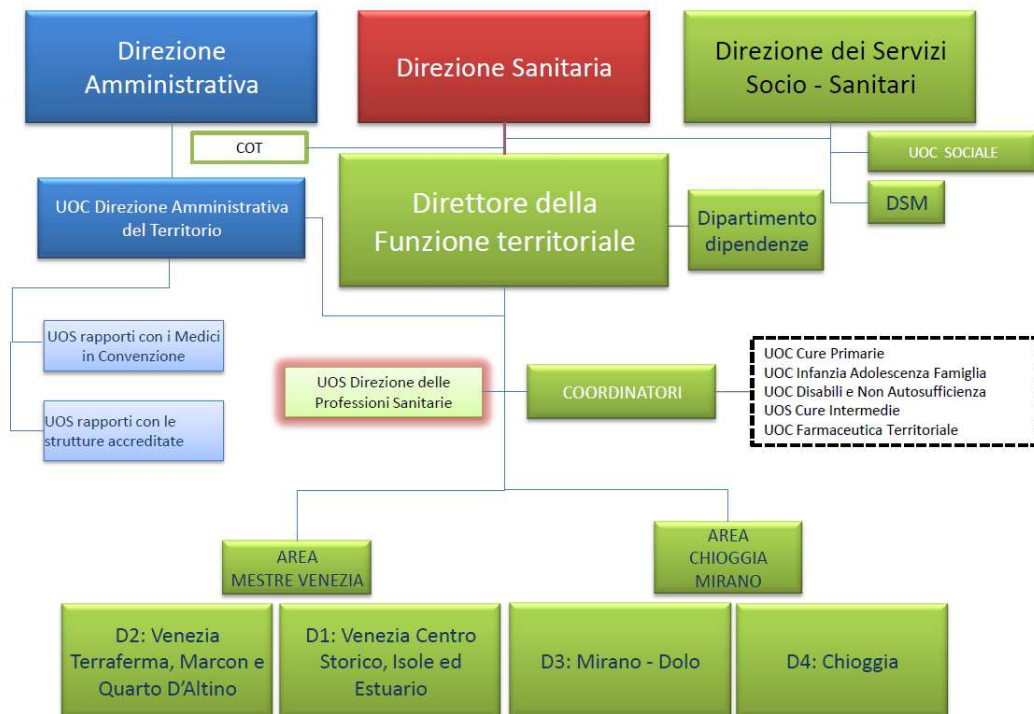 Direzione
Amministrativa
Direzione Sanitaria
Direzione dei Servizi
Socio - Sanitari
COT
UOC SOCIALE
UOC Direzione Amministrativa
del Territorio
Direttore della
Funzione territoriale
Dipartimento
dipendenze
DSM
UOS rapporti con i Medici
in Convenzione
UOS rapporti con le
strutture accreditate
UOS Direzione delle
Professioni Sanitarie
COORDINATORI
UOC Cure Primarie
UOC Infanzia Adolescenza Famiglia
UOC Disabili e Non Autosufficienza
UOS Cure Intermedie
UOC Farmaceutica Territoriale
AREA
MESTRE VENEZIA
AREA
CHIOGGIA
MIRANO
D2: Venezia
Terraferma, Marcon e
Quarto D’Altino
D1: Venezia Centro
Storico, Isole ed
Estuario
D3: Mirano - Dolo
D4: Chioggia